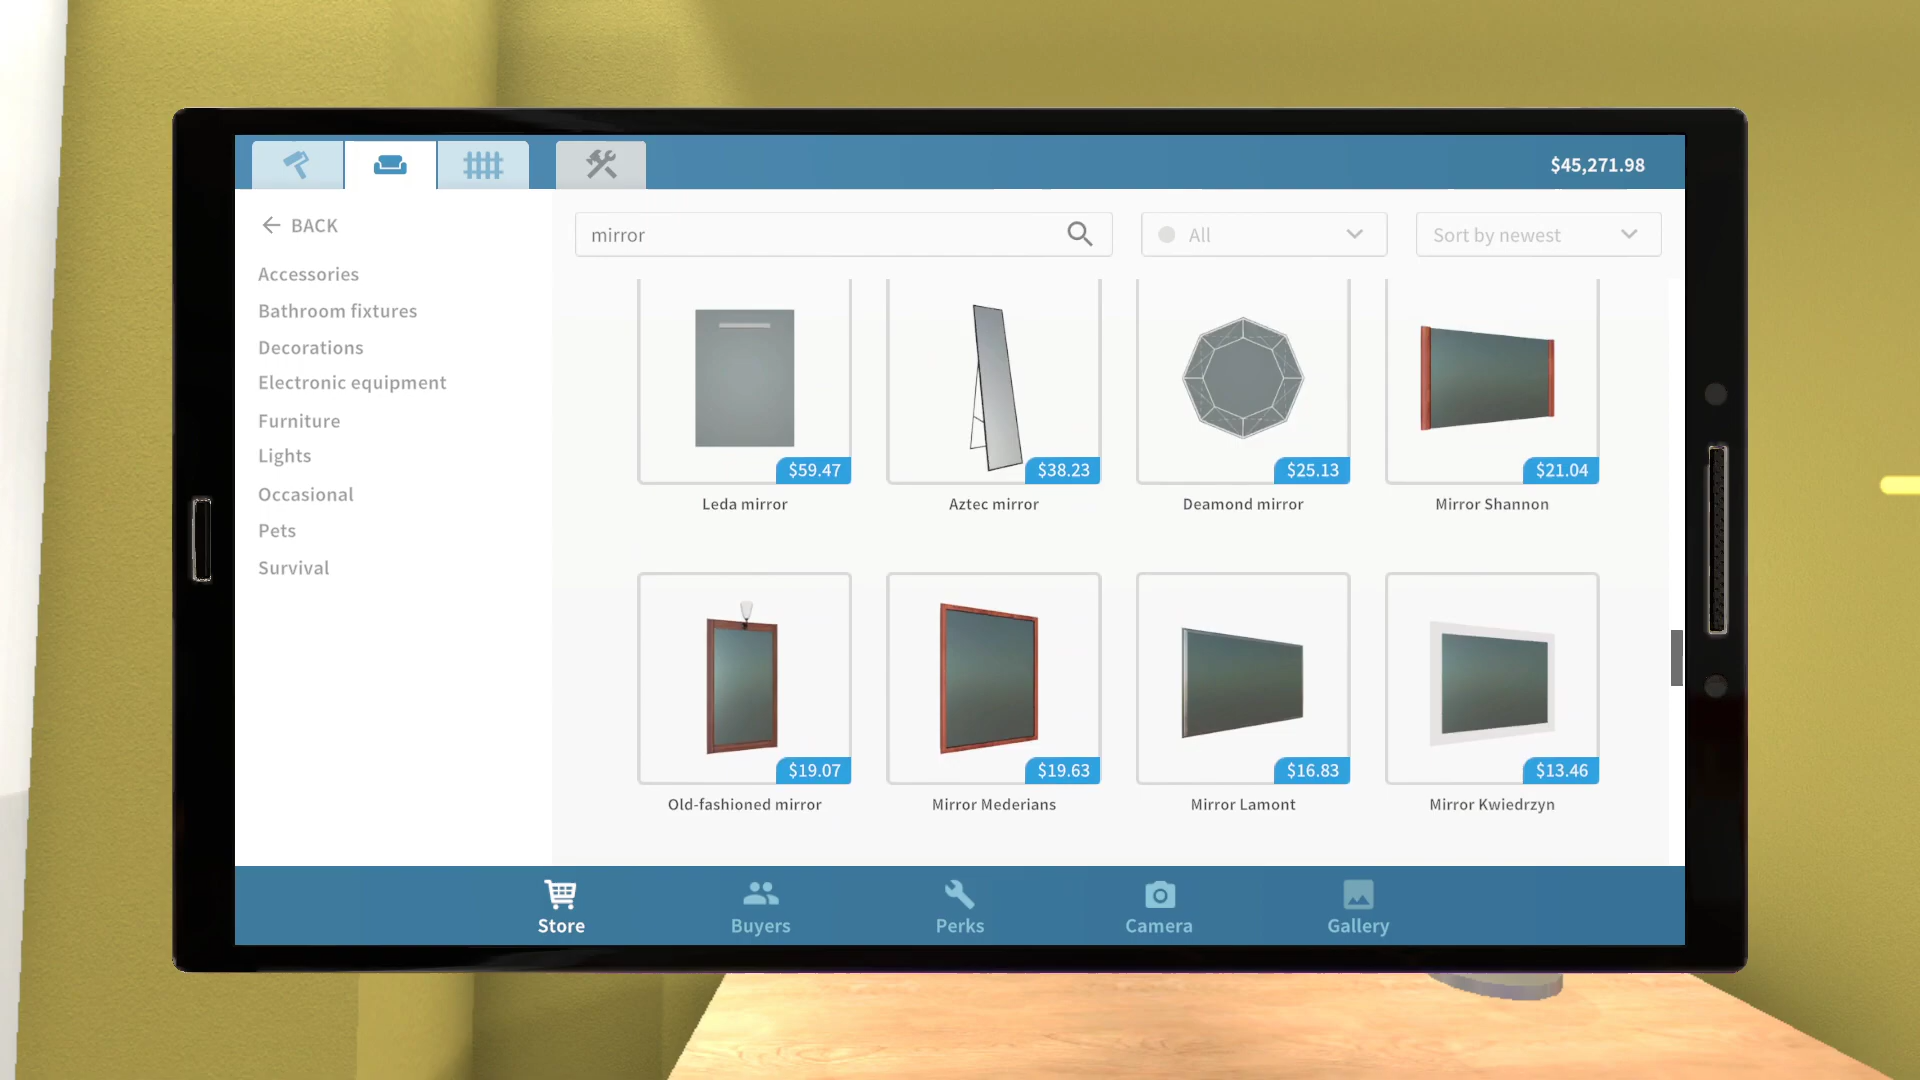 $45,271.98
BACK
mirror
All
Sort by newest
Accessories
Bathroom fixtures
Decorations
Electronic equipment
Furniture
Lights
Occasional
Pets
Survival
$59.47
$38.23
$25.13
$21.04
Leda mirror
Aztec mirror
Deamond mirror
Mirror Shannon
$19.07
$19.63
$16.83
$13.46
Old-fashioned mirror
Mirror Mederians
Mirror Lamont
Mirror Kwiedrzyn
Store
Buyers
Perks
Camera
Gallery